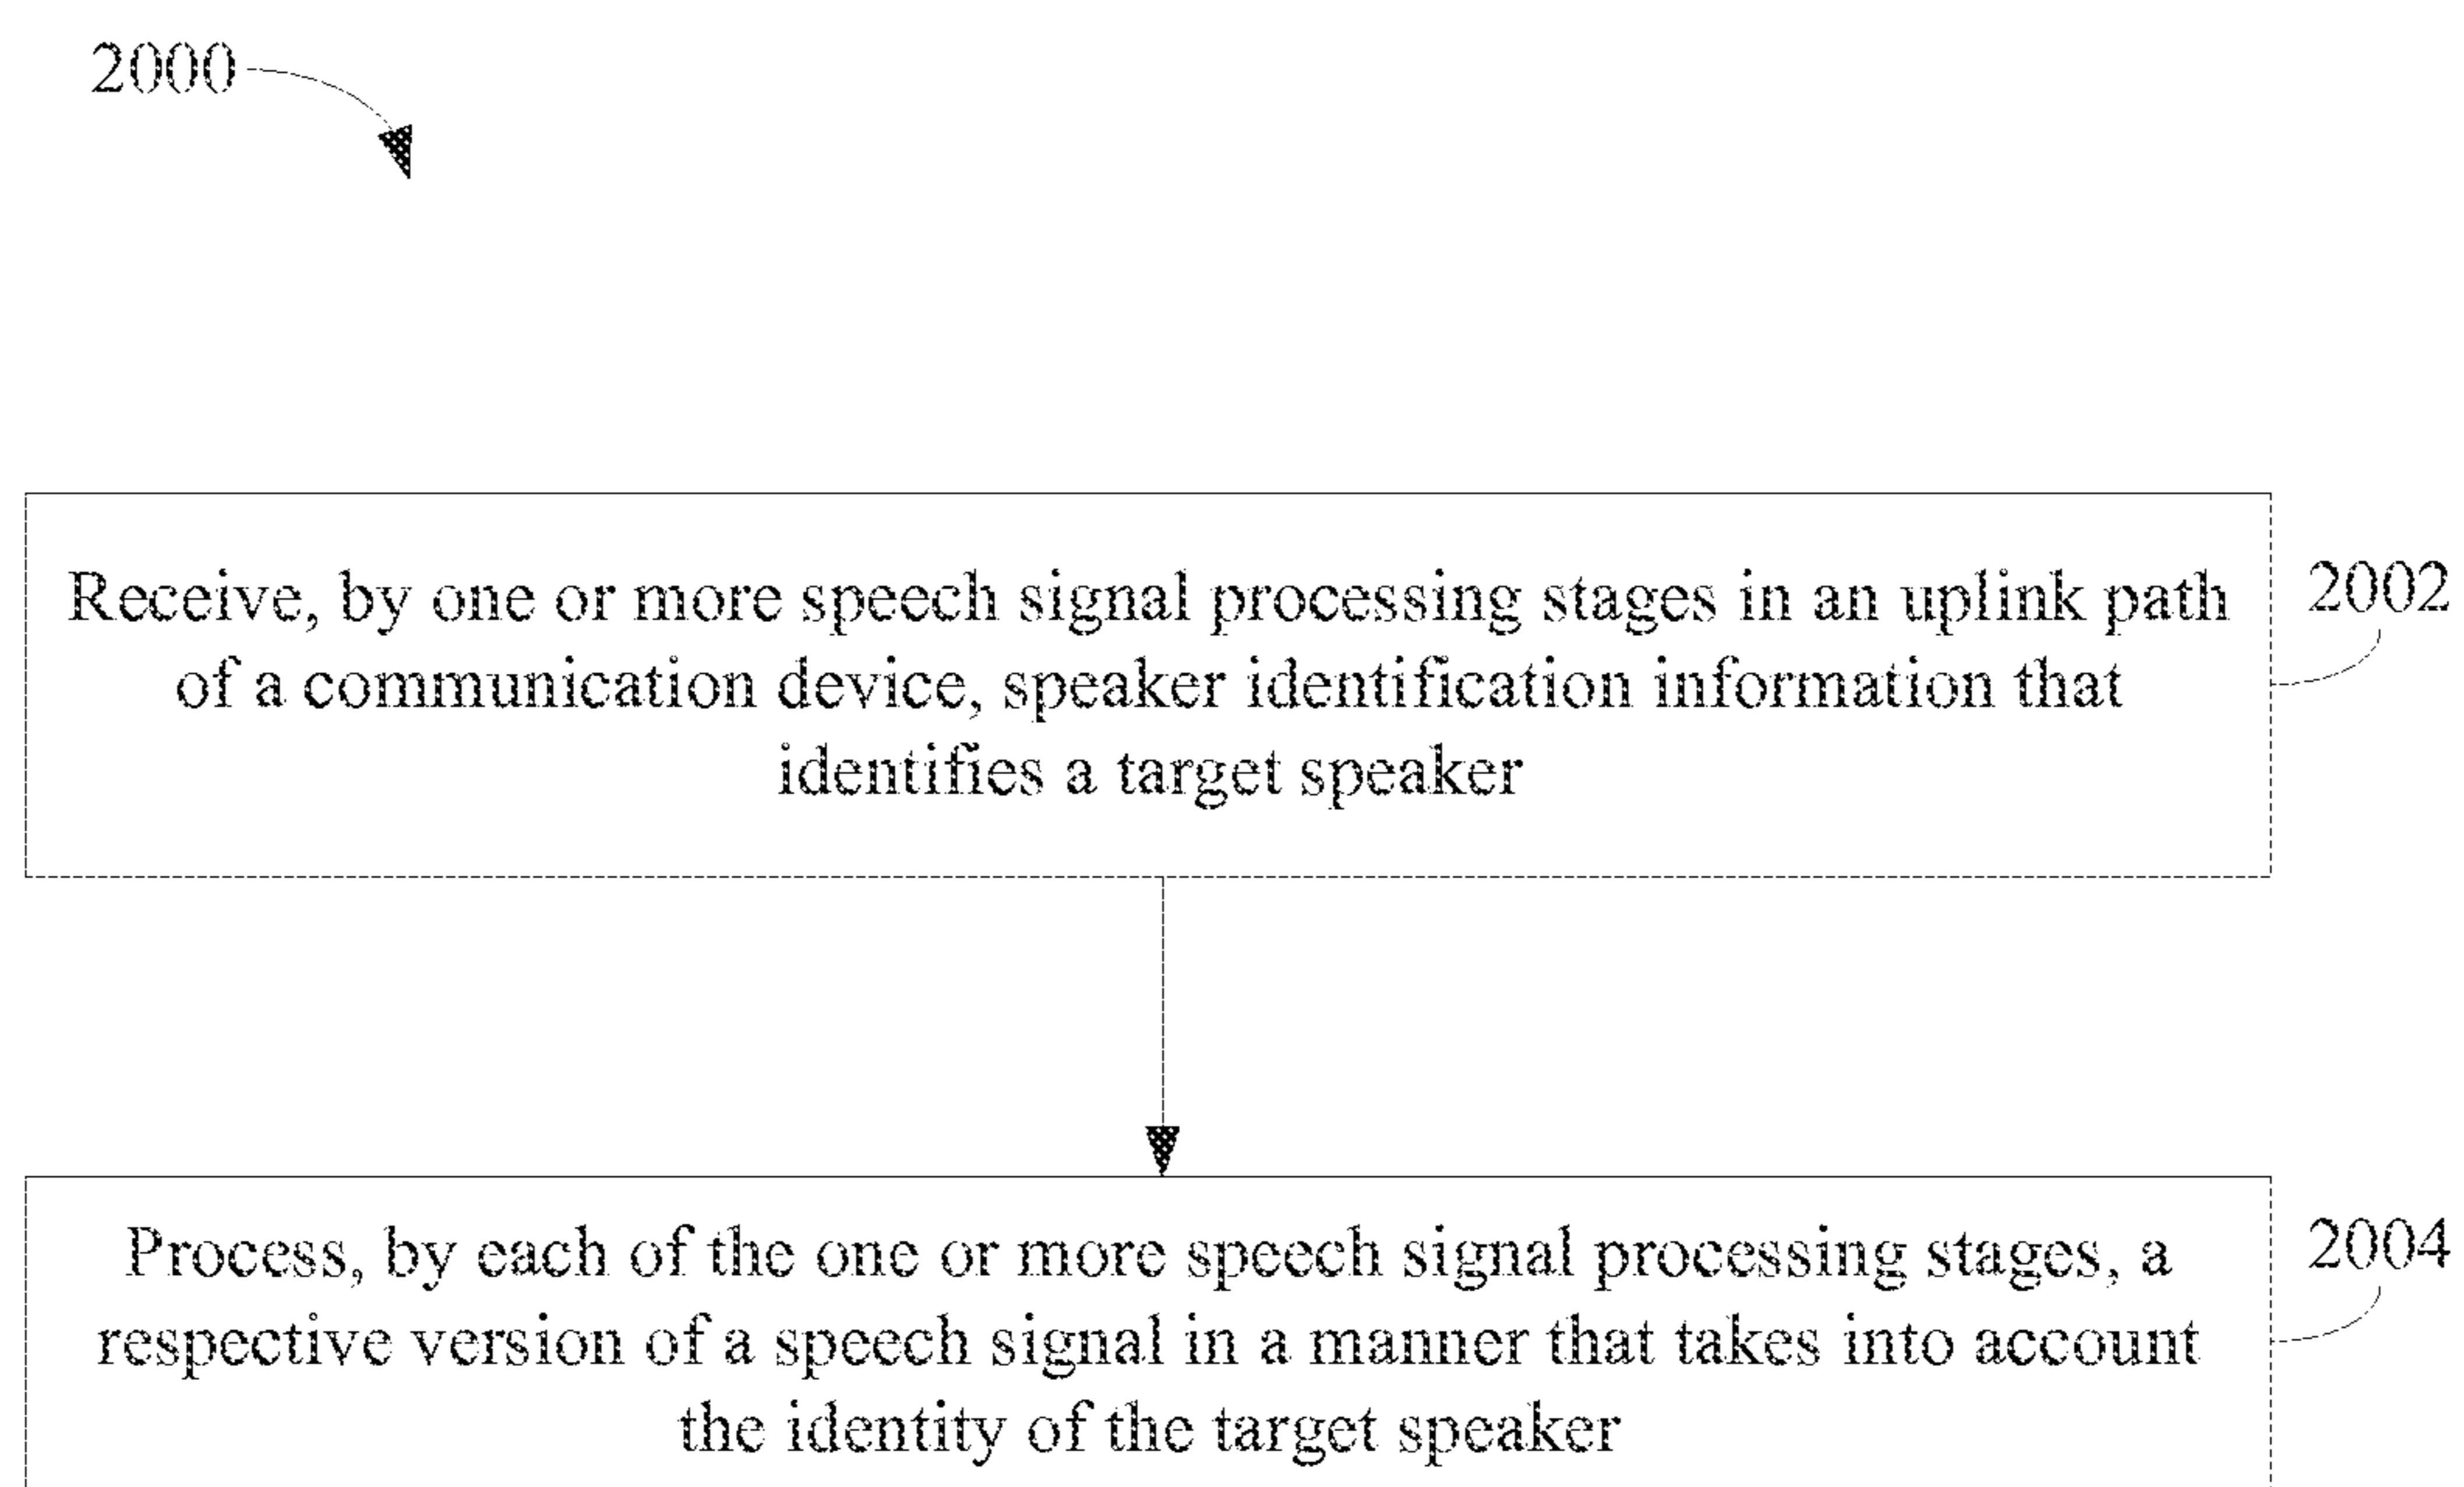 2000
Receive, by one or more speech signal processing stages in an uplink path
of a communication device, speaker identification information that
identifies a target speaker
2002
Process, by each of the one or more speech signal processing stages, a
respective version of a speech signal in a manner that takes into account
the identity of the target speaker
2004